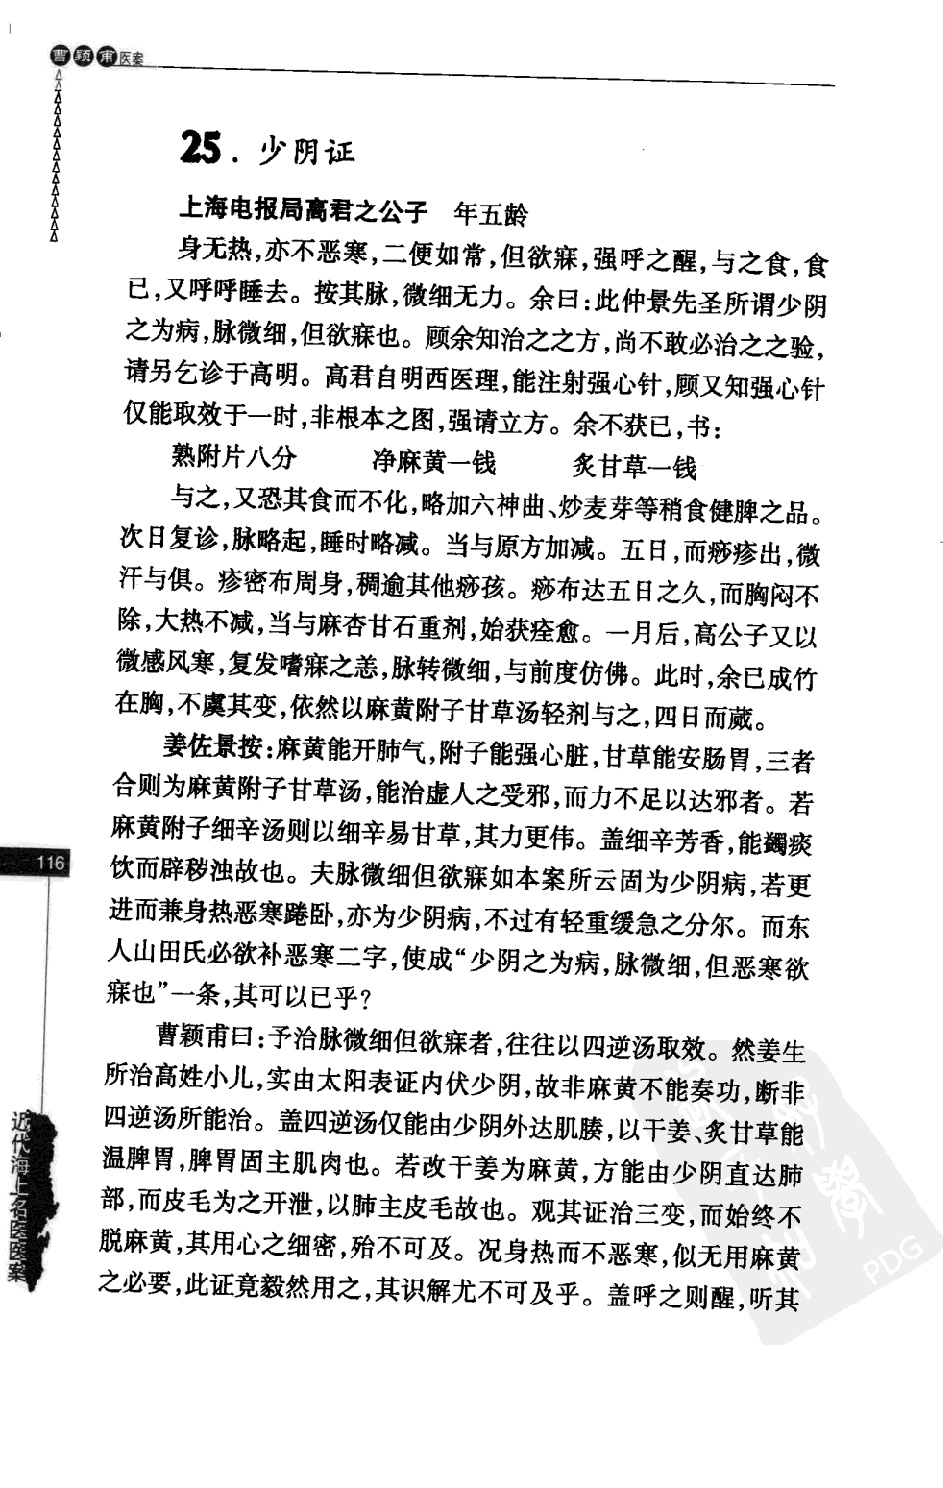 曹颖甫医案
25．少阴证
上海电报局高君之公子　年五龄
身无热,亦不恶寒,二便如常,但欲寐,强呼之醒,与之食,食
已,又呼呼睡去。按其脉,微细无力。余曰:此仲景先圣所谓少阴
之为病,脉微细,但欲寐也。顾余知治之之方,尚不敢必治之之验,
请另乞诊于高明。高君自明西医理,能注射强心针,顾又知强心针
仅能取效于一时,非根本之图,强请立方。余不获已,书:
熟附片八分　净麻黄一钱　炙甘草一钱
与之,又恐其食而不化,略加六神曲、炒麦芽等稍食健脾之品。
次日复诊,脉略起,睡时略减。当与原方加减。五日,而痧疹出,微
汗与俱。疹密布周身,稠逾其他痧孩。痧布达五日之久,而胸闷不
除,大热不减,当与麻杏甘石重剂,始获痊愈。一月后,高公子又以
微感风寒,复发嗜寐之恙,脉转微细,与前度仿佛。此时,余已成竹
在胸,不虞其变,依然以麻黄附子甘草汤轻剂与之,四日而蒇。
姜佐景按:麻黄能开肺气,附子能强心脏,甘草能安肠胃,三者
合则为麻黄附子甘草汤,能治虚人之受邪,而力不足以达邪者。若
麻黄附子细辛汤则以细辛易甘草,其力更伟。盖细辛芳香,能蠲痰
饮而辟秽浊故也。夫脉微细但欲寐如本案所云固为少阴病,若更
进而兼身热恶寒踡卧,亦为少阴病,不过有轻重缓急之分尔。而东
人山田氏必欲补恶寒二字,使成“少阴之为病,脉微细,但恶寒欲
寐也”一条,其可以已乎?
曹颖甫曰:予治脉微细但欲寐者,往往以四逆汤取效。然姜生
所治高姓小儿,实由太阳表证内伏少阴,故非麻黄不能奏功,断非
四逆汤所能治。盖四逆汤仅能由少阴外达肌腠,以干姜、炙甘草能
温脾胃,脾胃固主肌肉也。若改干姜为麻黄,方能由少阴直达肺
部,而皮毛为之开泄,以肺主皮毛故也。观其证治三变,而始终不
脱麻黄,其用心之细密,殆不可及。况身热而不恶寒,似无用麻黄
之必要,此证竟毅然用之,其识解尤不可及乎。盖呼之则醒,听其
116
近代海上名医医案
PDG